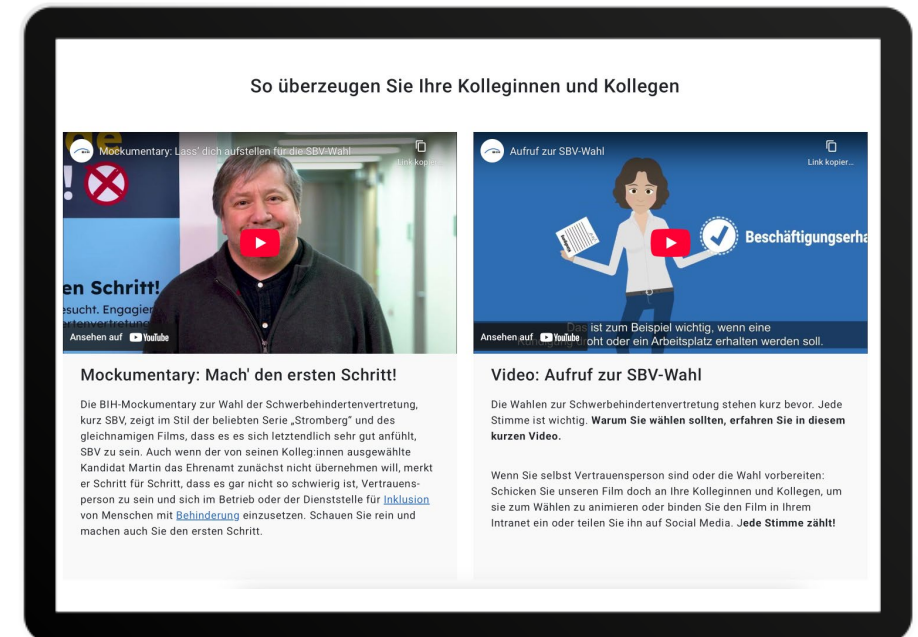 So überzeugen Sie Ihre Kolleginnen und Kollegen
BIH
Mockumentary: Lass' dich aufstellen für die SBV-Wahl
Link kopier...
en Schritt!
esucht. Engagier
ertenvertretung
Ansehen auf YouTube
Mockumentary: Mach' den ersten Schritt!
Die BIH-Mockumentary zur Wahl der Schwerbehindertenvertretung,
kurz SBV, zeigt im Stil der beliebten Serie „Stromberg" und des
gleichnamigen Films, dass es es sich letztendlich sehr gut anfühlt,
SBV zu sein. Auch wenn der von seinen Kolleg:innen ausgewählte
Kandidat Martin das Ehrenamt zunächst nicht übernehmen will, merkt
er Schritt für Schritt, dass es gar nicht so schwierig ist, Vertrauens-
person zu sein und sich im Betrieb oder der Dienststelle für Inklusion
von Menschen mit Behinderung einzusetzen. Schauen Sie rein und
machen auch Sie den ersten Schritt.
BIH
Aufruf zur SBV-Wahl
Link kopier...
Beschäftigungserha
Das ist zum Beispiel wichtig, wenn eine
Kündigung droht oder ein Arbeitsplatz erhalten werden soll.
Ansehen auf YouTube
Video: Aufruf zur SBV-Wahl
Die Wahlen zur Schwerbehindertenvertretung stehen kurz bevor. Jede
Stimme ist wichtig. Warum Sie wählen sollten, erfahren Sie in diesem
kurzen Video.
Wenn Sie selbst Vertrauensperson sind oder die Wahl vorbereiten:
Schicken Sie unseren Film doch an Ihre Kolleginnen und Kollegen, um
sie zum Wählen zu animieren oder binden Sie den Film in Ihrem
Intranet ein oder teilen Sie ihn auf Social Media. Jede Stimme zählt!